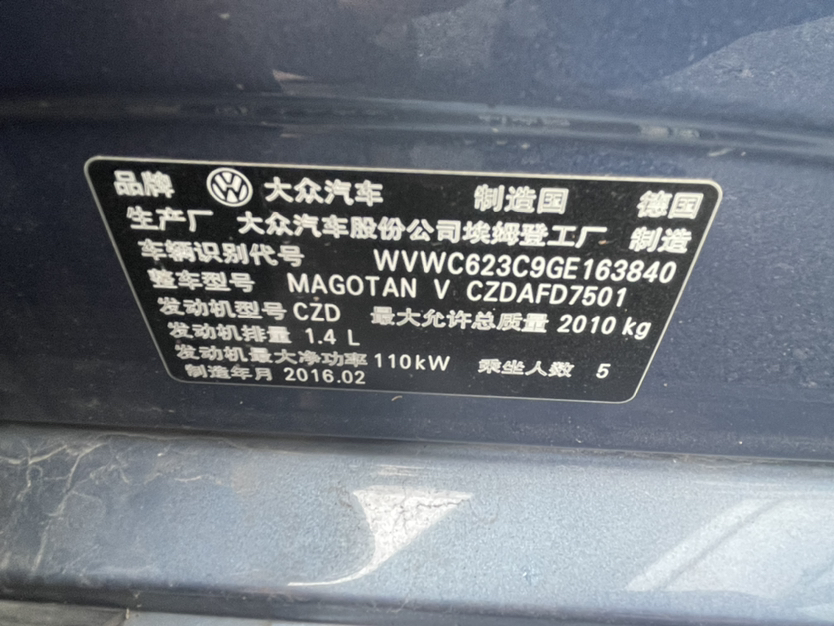 品牌 大众汽车 制造国 德国
生产厂 大众汽车股份公司埃姆登工厂 制造
车辆识别代号 WVWC623C9GE163840
整车型号 MAGOTAN V CZDAFD7501
发动机型号 CZD 最大允许总质量 2010 kg
发动机排量 1.4 L
发动机最大净功率 110kW 乘坐人数 5
制造年月 2016.02